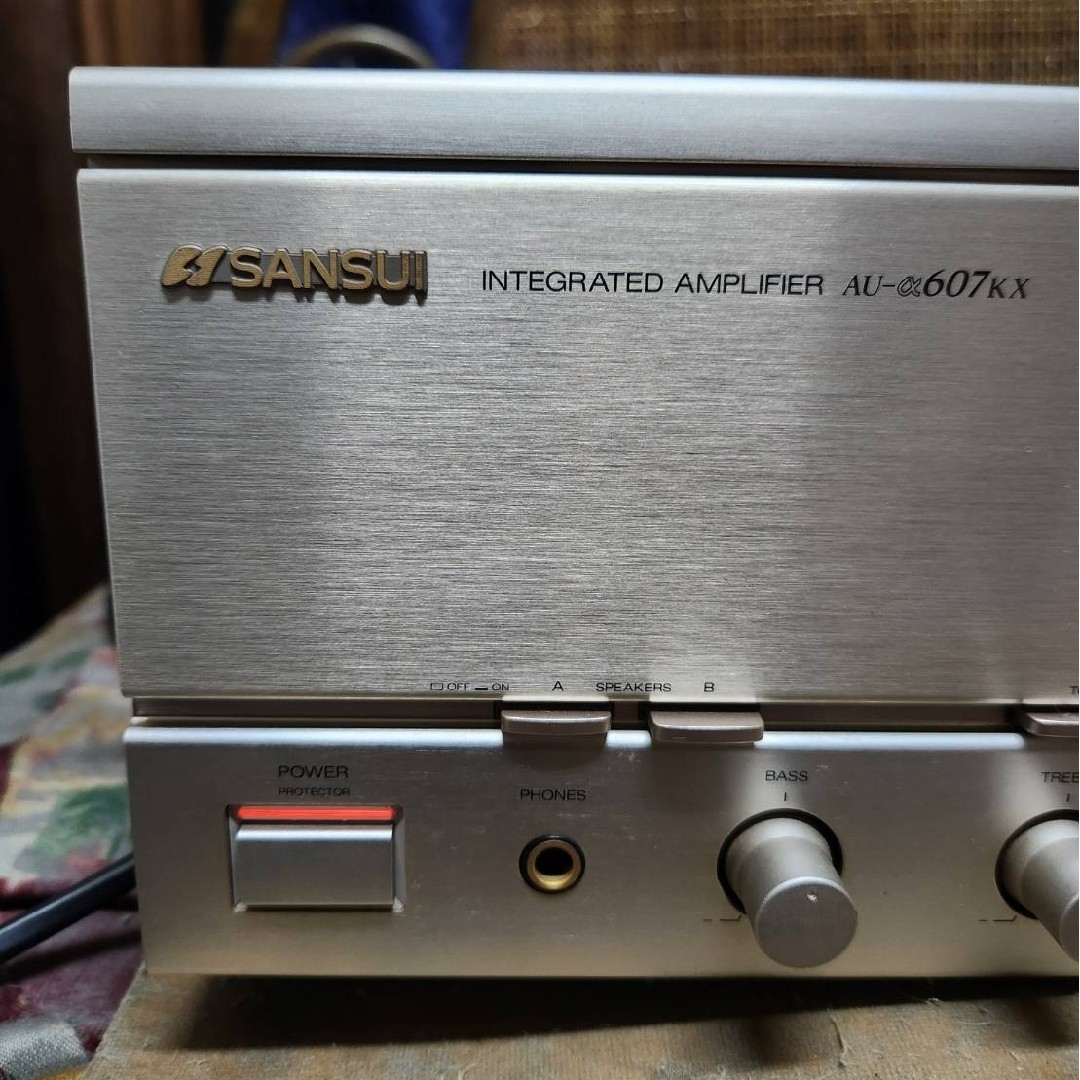 SANSUI INTEGRATED AMPLIFIER AU-α607KX
OFF ON A SPEAKERS B
POWER
PROTECTOR
PHONES
BASS